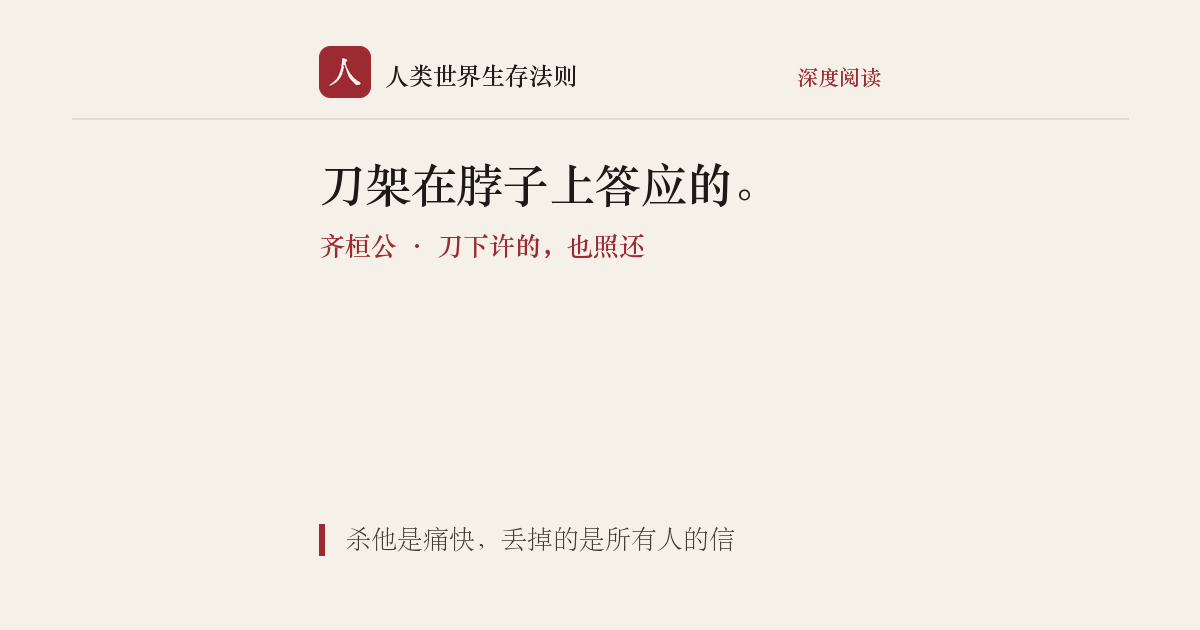 人 人类世界生存法则 深度阅读
刀架在脖子上答应的。
齐桓公 · 刀下许的，也照还
杀他是痛快，丢掉的是所有人的信